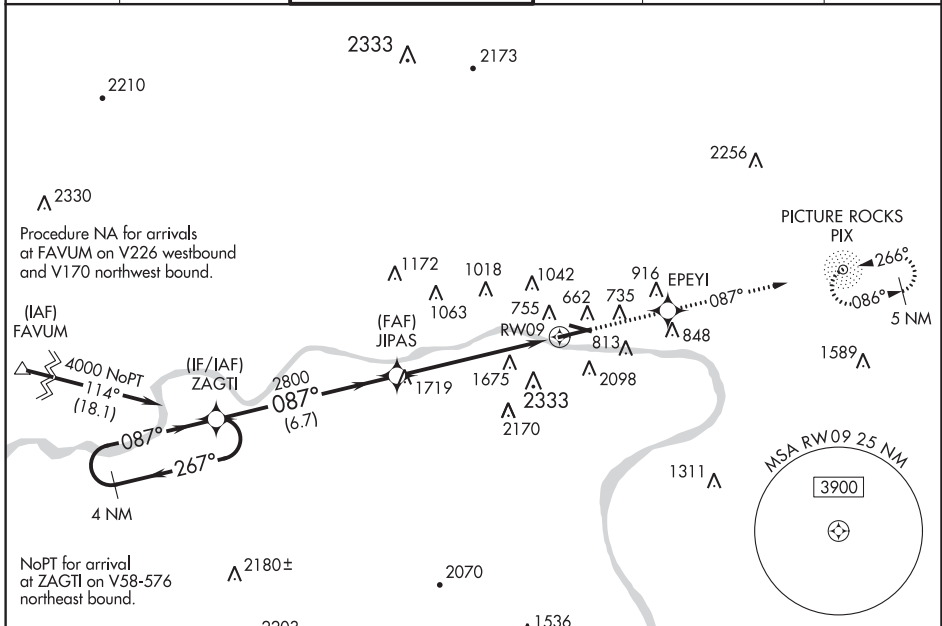 2333
2173
2210
2256
2330
Procedure NA for arrivals
at FAVUM on V226 westbound
and V170 northwest bound.
PICTURE ROCKS
PIX
266°
086°
5 NM
1172
1018
1042
916
EPEYI
087°
1063
755
662
735
(IAF)
FAVUM
(FAF)
JIPAS
RW09
813
848
4000 NoPT
114°
(18.1)
(IF/IAF)
ZAGTI
2800
087°
(6.7)
1719
1675
2098
1589
2333
2170
087°
267°
4 NM
1311
MSA RW09 25 NM
3900
NoPT for arrival
at ZAGTI on V58-576
northeast bound.
2180±
2070
1536